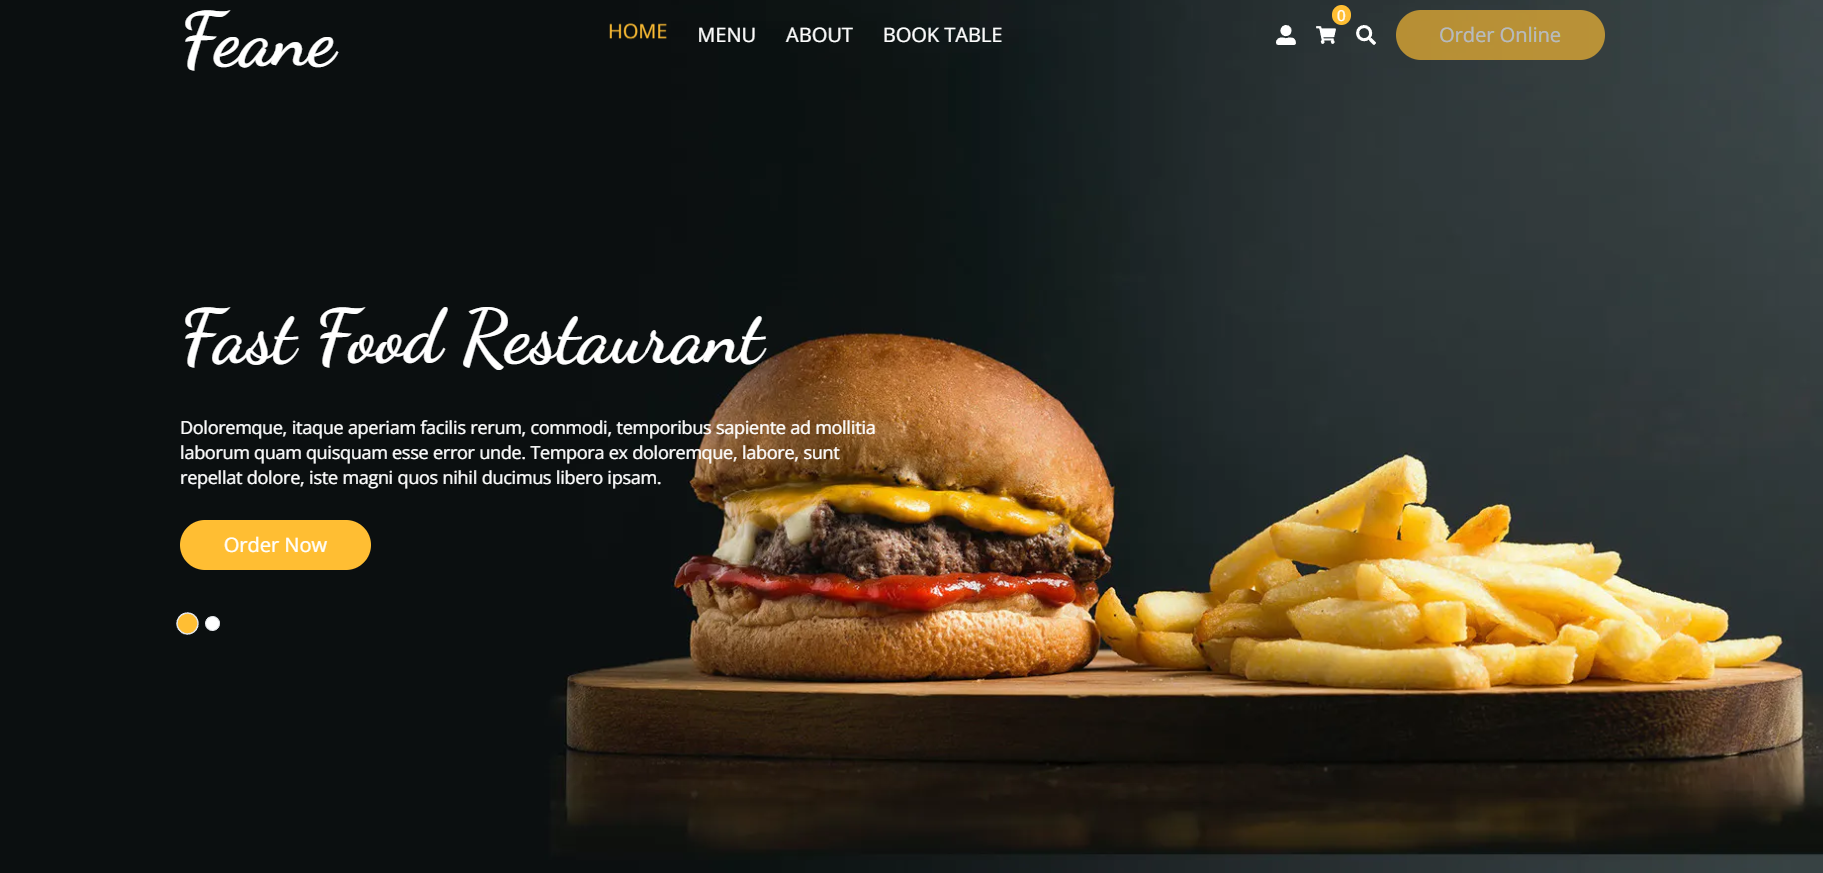 Feane
HOME MENU ABOUT BOOK TABLE
0
Order Online
Fast Food Restaurant
Doloremque, itaque aperiam facilis rerum, commodi, temporibus sapiente ad mollitia
laborum quam quisquam esse error unde. Tempora ex doloremque, labore, sunt
repellat dolore, iste magni quos nihil ducimus libero ipsam.
Order Now